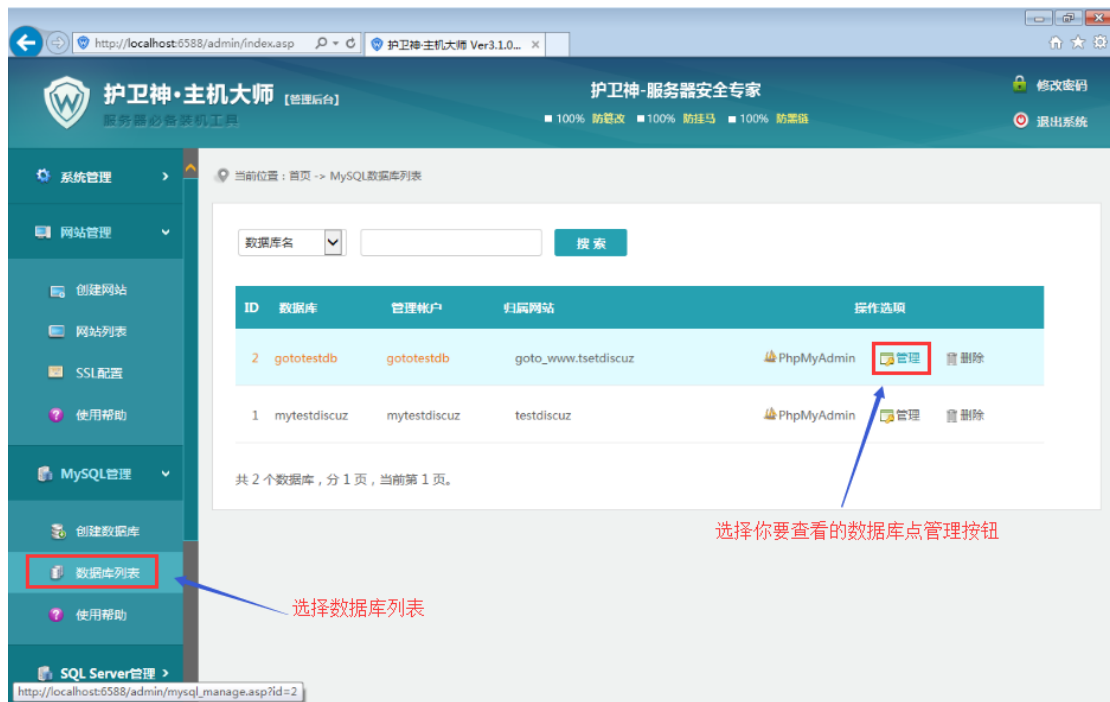 http://localhost:6588/admin/index.asp
护卫神·主机大师 Ver3.1.0...
护卫神·主机大师 [管理后台]
服务器必备装机工具
护卫神-服务器安全专家
100% 防篡改 100% 防挂马 100% 防黑链
修改密码
退出系统
系统管理
网站管理
创建网站
网站列表
SSL配置
使用帮助
MySQL管理
创建数据库
数据库列表
使用帮助
SQL Server管理
当前位置：首页 -> MySQL数据库列表
数据库名
搜 索
ID 数据库 管理帐户 归属网站 操作选项
2 gototestdb gototestdb goto_www.tsetdiscuz PhpMyAdmin 管理 删除
1 mytestdiscuz mytestdiscuz testdiscuz PhpMyAdmin 管理 删除
共 2 个数据库，分 1 页，当前第 1 页。
选择你要查看的数据库点管理按钮
选择数据库列表
http://localhost:6588/admin/mysql_manage.asp?id=2